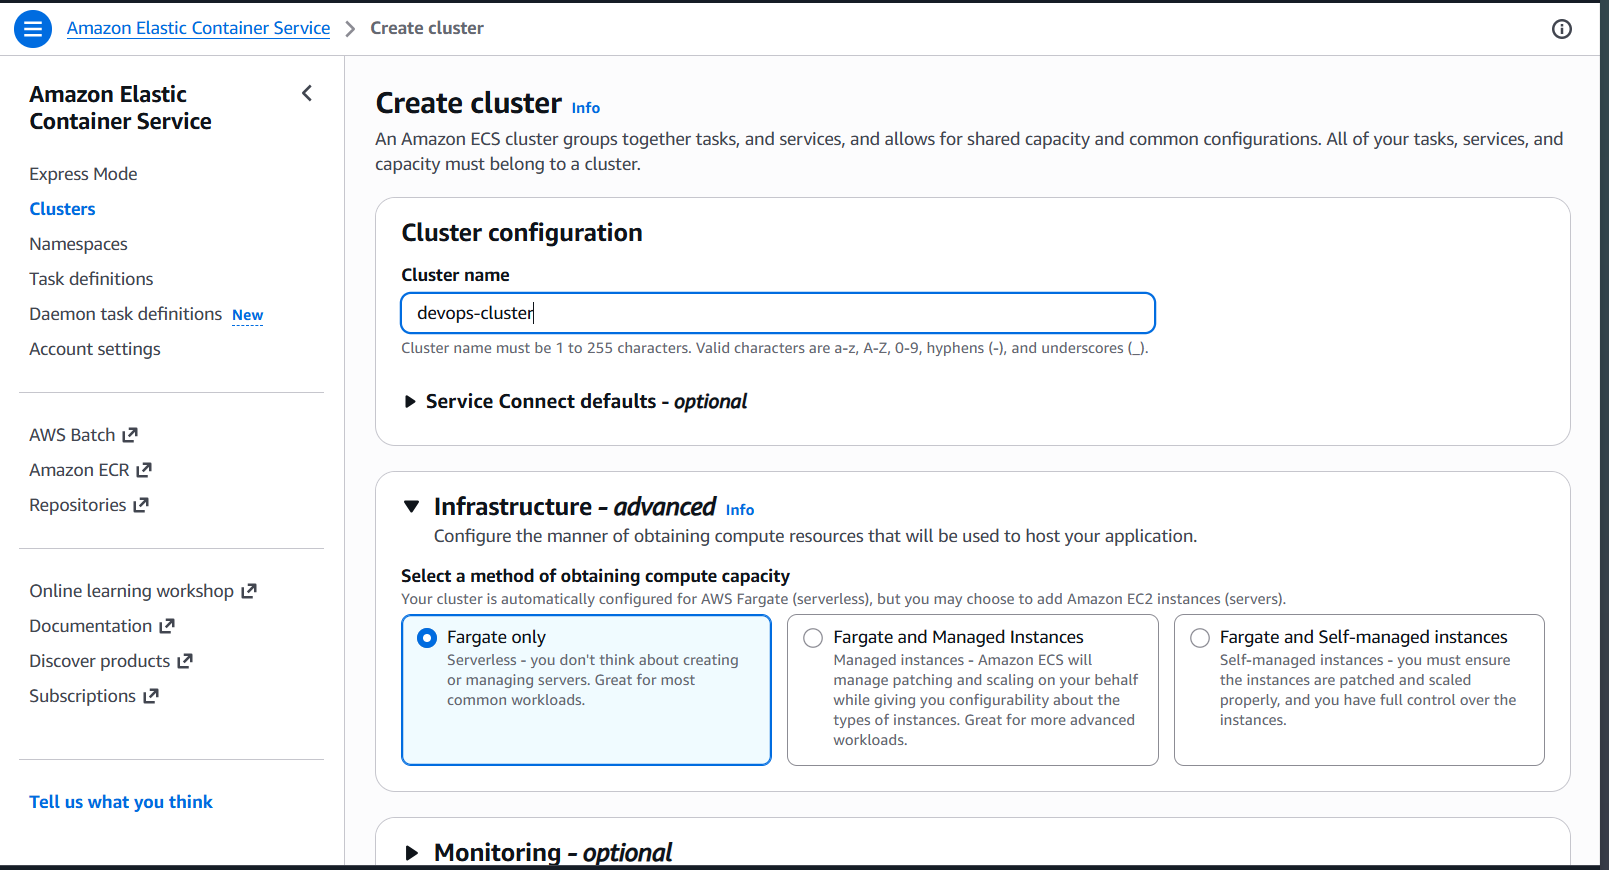 Amazon Elastic Container Service > Create cluster
Amazon Elastic
Container Service
Express Mode
Clusters
Namespaces
Task definitions
Daemon task definitions New
Account settings
AWS Batch
Amazon ECR
Repositories
Online learning workshop
Documentation
Discover products
Subscriptions
Tell us what you think
Create cluster Info
An Amazon ECS cluster groups together tasks, and services, and allows for shared capacity and common configurations. All of your tasks, services, and
capacity must belong to a cluster.
Cluster configuration
Cluster name
devops-cluster
Cluster name must be 1 to 255 characters. Valid characters are a-z, A-Z, 0-9, hyphens (-), and underscores (_).
Service Connect defaults - optional
Infrastructure - advanced Info
Configure the manner of obtaining compute resources that will be used to host your application.
Select a method of obtaining compute capacity
Your cluster is automatically configured for AWS Fargate (serverless), but you may choose to add Amazon EC2 instances (servers).
Fargate only
Serverless - you don't think about creating
or managing servers. Great for most
common workloads.
Fargate and Managed Instances
Managed instances - Amazon ECS will
manage patching and scaling on your behalf
while giving you configurability about the
types of instances. Great for more advanced
workloads.
Fargate and Self-managed instances
Self-managed instances - you must ensure
the instances are patched and scaled
properly, and you have full control over the
instances.
Monitoring - optional